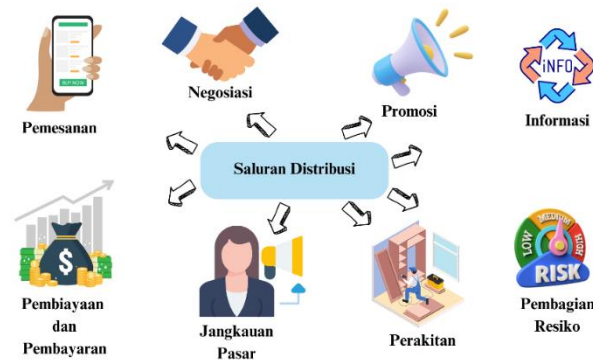 BUY NOW
Pemesanan
Negosiasi
Promosi
iNFO
Informasi
Saluran Distribusi
$
Pembiayaan
dan
Pembayaran
Jangkauan
Pasar
Perakitan
LOW
MEDIUM
HIGH
RISK
Pembagian
Resiko